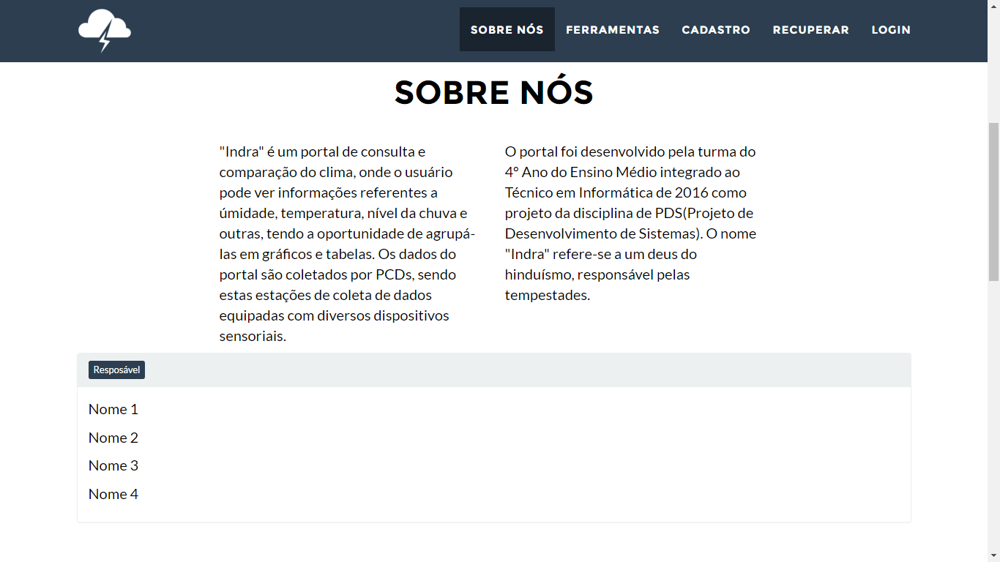 SOBRE NÓS
FERRAMENTAS
CADASTRO
RECUPERAR
LOGIN
SOBRE NÓS
"Indra" é um portal de consulta e
comparação do clima, onde o usuário
pode ver informações referentes a
úmidade, temperatura, nível da chuva e
outras, tendo a oportunidade de agrupá-
las em gráficos e tabelas. Os dados do
portal são coletados por PCDs, sendo
estas estações de coleta de dados
equipadas com diversos dispositivos
sensoriais.
O portal foi desenvolvido pela turma do
4º Ano do Ensino Médio integrado ao
Técnico em Informática de 2016 como
projeto da disciplina de PDS(Projeto de
Desenvolvimento de Sistemas). O nome
"Indra" refere-se a um deus do
hinduísmo, responsável pelas
tempestades.
Resposável
Nome 1
Nome 2
Nome 3
Nome 4